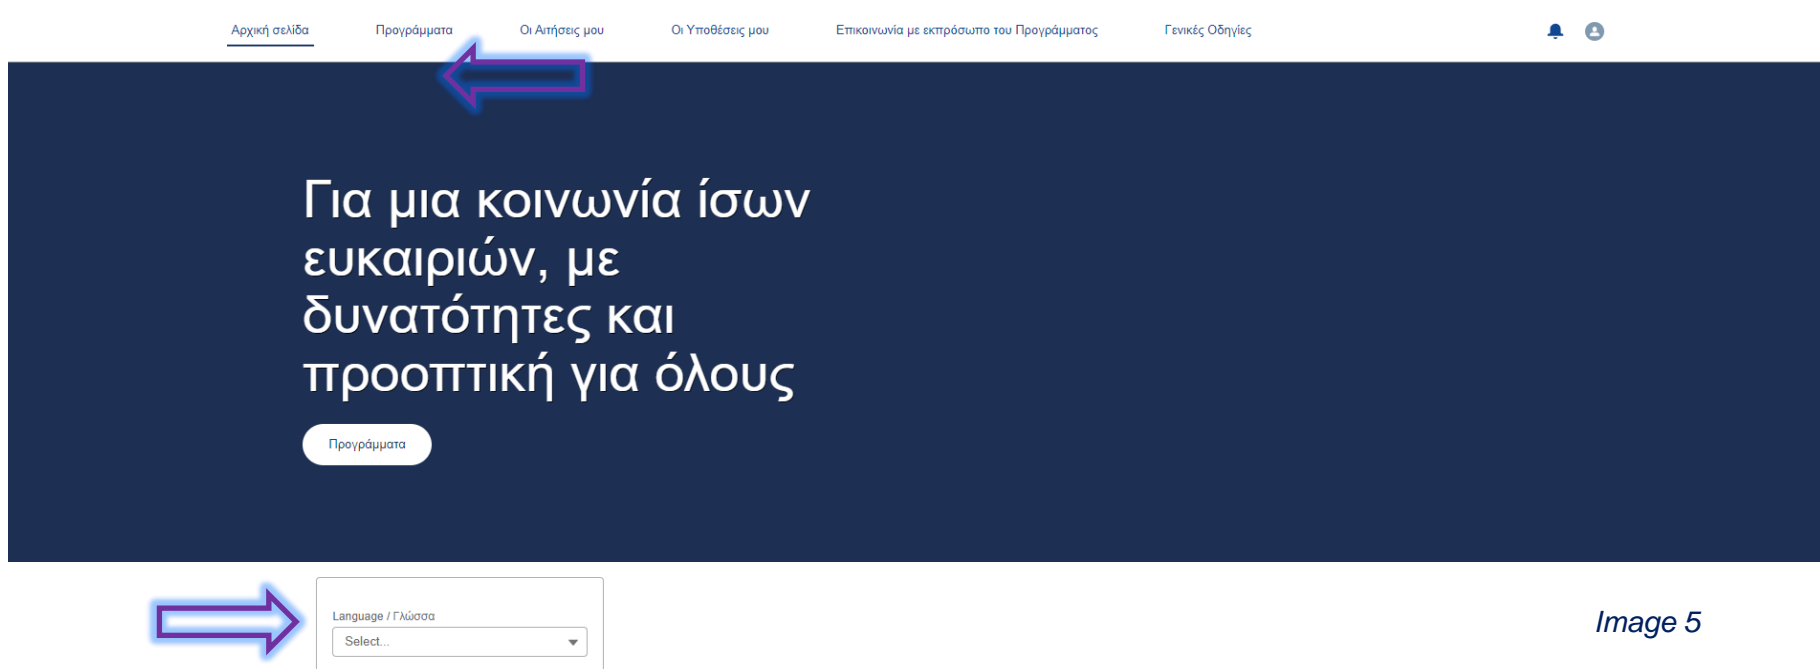 Αρχική σελίδα Προγράμματα Οι Αιτήσεις μου Οι Υποθέσεις μου Επικοινωνία με εκπρόσωπο του Προγράμματος Γενικές Οδηγίες
Για μια κοινωνία ίσων
ευκαιριών, με
δυνατότητες και
προοπτική για όλους
Προγράμματα
Language / Γλώσσα
Select...
Image 5